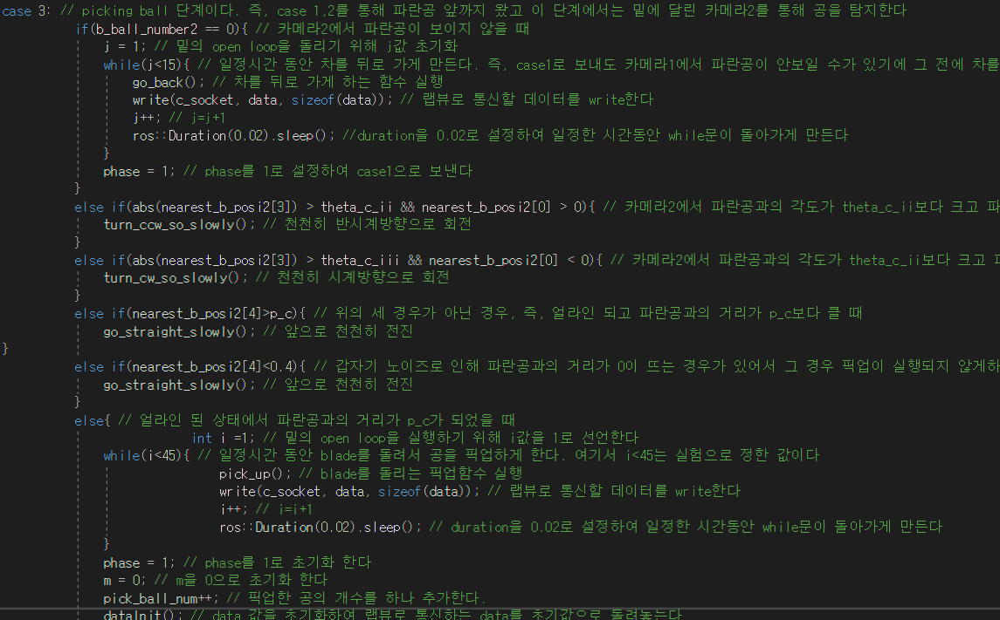 case 3: // picking ball 단계이다. 즉, case 1,2를 통해 파란공 앞까지 왔고 이 단계에서는 밑에 달린 카메라2를 통해 공을 탐지한다
if(b_ball_number2 == 0){ // 카메라2에서 파란공이 보이지 않을 때
j = 1; // 밑의 open loop을 돌리기 위해 j값 초기화
while(j<15){ // 일정시간 동안 차를 뒤로 가게 만든다. 즉, case1로 보내도 카메라1에서 파란공이 안보일 수가 있기에 그 전에 차를
go_back(); // 차를 뒤로 가게 하는 함수 실행
write(c_socket, data, sizeof(data)); // 랩뷰로 통신할 데이터를 write한다
j++; // j=j+1
ros::Duration(0.02).sleep(); //duration을 0.02로 설정하여 일정한 시간동안 while문이 돌아가게 만든다
}
phase = 1; // phase를 1로 설정하여 case1으로 보낸다
}
else if(abs(nearest_b_posi2[3]) > theta_c_ii && nearest_b_posi2[0] > 0){ // 카메라2에서 파란공과의 각도가 theta_c_ii보다 크고 파
turn_ccw_so_slowly(); // 천천히 반시계방향으로 회전
}
else if(abs(nearest_b_posi2[3]) > theta_c_iii && nearest_b_posi2[0] < 0){ // 카메라2에서 파란공과의 각도가 theta_c_ii보다 크고
turn_cw_so_slowly(); // 천천히 시계방향으로 회전
}
else if(nearest_b_posi2[4]>p_c){ // 위의 세 경우가 아닌 경우, 즉, 얼라인 되고 파란공과의 거리가 p_c보다 클 때
go_straight_slowly(); // 앞으로 천천히 전진
}
else if(nearest_b_posi2[4]<0.4){ // 갑자기 노이즈로 인해 파란공과의 거리가 0이 뜨는 경우가 있어서 그 경우 픽업이 실행되지 않게하
go_straight_slowly(); // 앞으로 천천히 전진
}
else{ // 얼라인 된 상태에서 파란공과의 거리가 p_c가 되었을 때
int i =1; // 밑의 open loop을 실행하기 위해 i값을 1로 선언한다
while(i<45){ // 일정시간 동안 blade를 돌려서 공을 픽업하게 한다. 여기서 i<45는 실험으로 정한 값이다
pick_up(); // blade를 돌리는 픽업함수 실행
write(c_socket, data, sizeof(data)); // 랩뷰로 통신할 데이터를 write한다
i++; // i=i+1
ros::Duration(0.02).sleep(); // duration을 0.02로 설정하여 일정한 시간동안 while문이 돌아가게 만든다
}
phase = 1; // phase를 1로 초기화 한다
m = 0; // m을 0으로 초기화 한다
pick_ball_num++; // 픽업한 공의 개수를 하나 추가한다.
dataInit(); // data 값을 초기화하여 랩뷰로 통신하는 data를 초기값으로 돌려놓는다